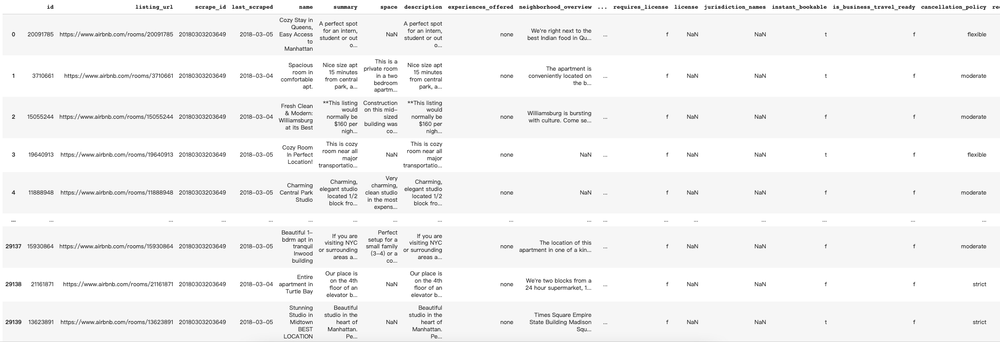 id listing_url scrape_id last_scraped name summary space description experiences_offered neighborhood_overview ... requires_license license jurisdiction_names instant_bookable is_business_travel_ready cancellation_policy
0 20091785 https://www.airbnb.com/rooms/20091785 20180303203649 2018-03-05 Cozy Stay in Queens, Easy Access to Manhattan A perfect spot for an intern, student or out o... NaN A perfect spot for an intern, student or out o... none We're right next to the best Indian food in Qu... ... f NaN NaN t f flexible
1 3710661 https://www.airbnb.com/rooms/3710661 20180303203649 2018-03-04 Spacious room in comfortable apt. Nice size apt 15 minutes from central park, a... This is a private room in a two bedroom apartm... Nice size apt 15 minutes from central park, a... none The apartment is conveniently located on the b... ... f NaN NaN t f moderate
2 15055244 https://www.airbnb.com/rooms/15055244 20180303203649 2018-03-04 Fresh Clean & Modern: Williamsburg at its Best **This listing would normally be $160 per nigh... Construction on this mid-sized building was co... **This listing would normally be $160 per nigh... none Williamsburg is bursting with culture. Come se... ... f NaN NaN f f moderate
3 19640913 https://www.airbnb.com/rooms/19640913 20180303203649 2018-03-05 Cozy Room In Perfect Location! This is cozy room near all major transportatio... NaN This is cozy room near all major transportatio... none NaN ... f NaN NaN t f flexible
4 11888948 https://www.airbnb.com/rooms/11888948 20180303203649 2018-03-05 Charming Central Park Studio Charming, elegant studio located 1/2 block fro... Very charming, clean studio in the most expens... Charming, elegant studio located 1/2 block fro... none NaN ... f NaN NaN f f moderate
... ... ... ... ... ... ... ... ... ... ... ... ... ... ... ... ... ...
29137 15930864 https://www.airbnb.com/rooms/15930864 20180303203649 2018-03-05 Beautiful 1-bdrm apt in tranquil Inwood building If you are visiting NYC or surrounding areas a... Perfect setup for a small family (3-4) or a co... If you are visiting NYC or surrounding areas a... none The location of this apartment in one of a kin... ... f NaN NaN f f moderate
29138 21161871 https://www.airbnb.com/rooms/21161871 20180303203649 2018-03-04 Entire apartment in Turtle Bay Our place is on the 4th floor of an elevator b... NaN Our place is on the 4th floor of an elevator b... none We're two blocks from a 24 hour supermarket, 1... ... f NaN NaN f f strict
29139 13623891 https://www.airbnb.com/rooms/13623891 20180303203649 2018-03-05 Stunning Studio in Midtown BEST LOCATION Beautiful studio in the heart of Manhattan. Pe... NaN Beautiful studio in the heart of Manhattan. Pe... none Times Square Empire State Building Madison Squ... ... f NaN NaN t f strict